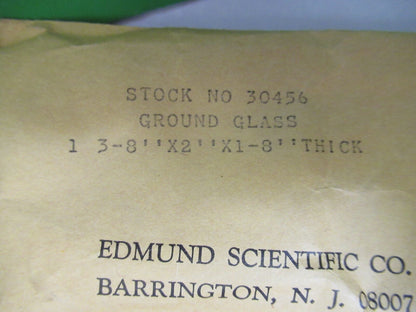 STOCK NO 30456
GROUND GLASS
1 3-8''X2''X1-8''THICK
EDMUND SCIENTIFIC CO.
BARRINGTON, N. J. 08007